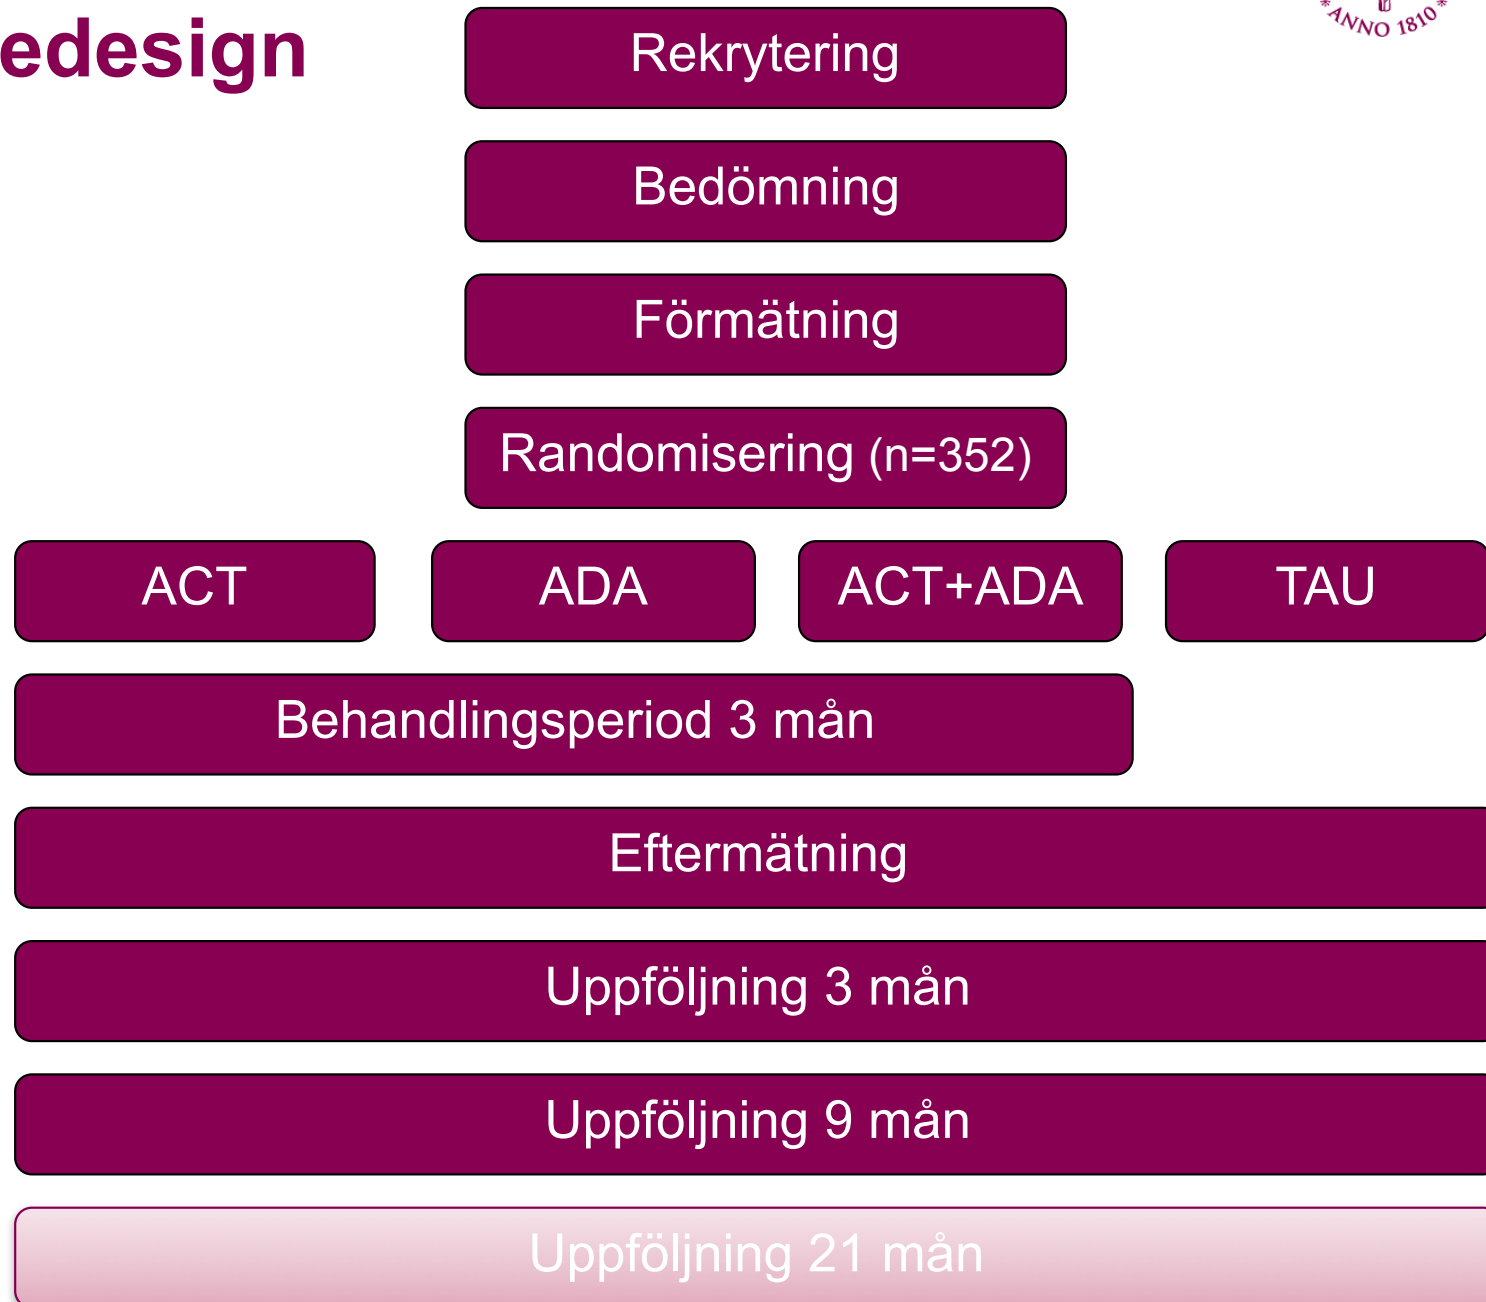 edesign
ANNO 1810
Rekrytering
Bedömning
Förmätning
Randomisering (n=352)
ACT
ADA
ACT+ADA
TAU
Behandlingsperiod 3 mån
Eftermätning
Uppföljning 3 mån
Uppföljning 9 mån
Uppföljning 21 mån